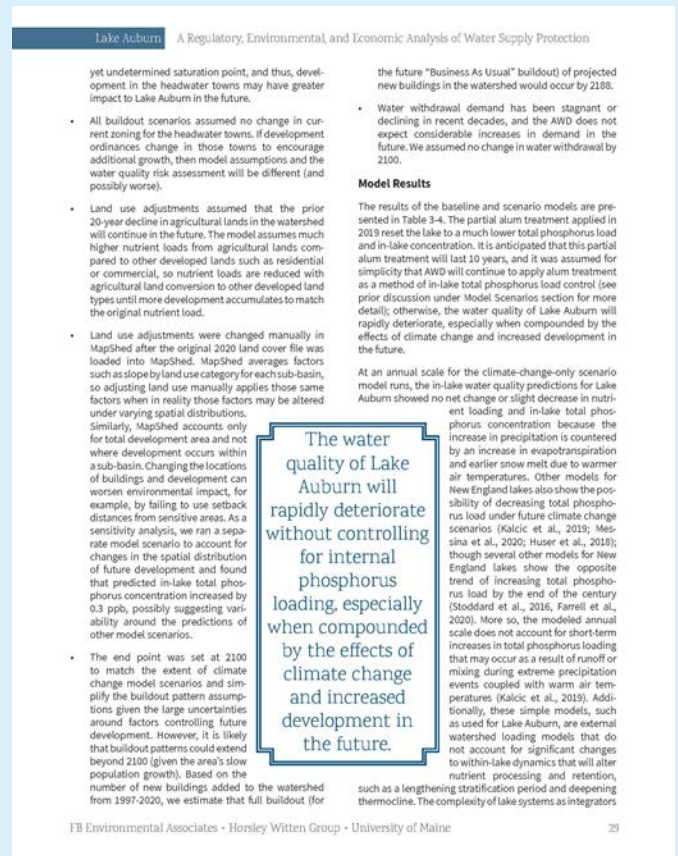 Lake Auburn A Regulatory, Environmental, and Economic Analysis of Water Supply Protection
yet undetermined saturation point, and thus, devel-
opment in the headwater towns may have greater
impact to Lake Auburn in the future.
• All buildout scenarios assumed no change in cur-
rent zoning for the headwater towns. If development
ordinances change in those towns to encourage
additional growth, then model assumptions and the
water quality risk assessment will be different (and
possibly worse).
• Land use adjustments assumed that the prior
20-year decline in agricultural lands in the watershed
will continue in the future. The model assumes much
higher nutrient loads from agricultural lands com-
pared to other developed lands such as residential
or commercial, so nutrient loads are reduced with
agricultural land conversion to other developed land
types until more development accumulates to match
the original nutrient load.
• Land use adjustments were changed manually in
MapShed after the original 2020 land cover file was
loaded into MapShed. MapShed averages factors
such as slope by land use category for each sub-basin,
so adjusting land use manually applies those same
factors when in reality those factors may be altered
under varying spatial distributions.
Similarly, MapShed accounts only
for total development area and not
where development occurs within
a sub-basin. Changing the locations
of buildings and development can
worsen environmental impact, for
example, by failing to use setback
distances from sensitive areas. As a
sensitivity analysis, we ran a sepa-
rate model scenario to account for
changes in the spatial distribution
of future development and found
that predicted in-lake total phos-
phorus concentration increased by
0.3 ppb, possibly suggesting vari-
ability around the predictions of
other model scenarios.
• The end point was set at 2100
to match the extent of climate
change model scenarios and sim-
plify the buildout pattern assump-
tions given the large uncertainties
around factors controlling future
development. However, it is likely
that buildout patterns could extend
beyond 2100 (given the area's slow
population growth). Based on the
number of new buildings added to the watershed
from 1997-2020, we estimate that full buildout (for
the future "Business As Usual" buildout) of projected
new buildings in the watershed would occur by 2188.
• Water withdrawal demand has been stagnant or
declining in recent decades, and the AWD does not
expect considerable increases in demand in the
future. We assumed no change in water withdrawal by
2100.
Model Results
The results of the baseline and scenario models are pre-
sented in Table 3-4. The partial alum treatment applied in
2019 reset the lake to a much lower total phosphorus load
and in-lake concentration. It is anticipated that this partial
alum treatment will last 10 years, and it was assumed for
simplicity that AWD will continue to apply alum treatment
as a method of in-lake total phosphorus load control (see
prior discussion under Model Scenarios section for more
detail); otherwise, the water quality of Lake Auburn will
rapidly deteriorate, especially when compounded by the
effects of climate change and increased development in
the future.
At an annual scale for the climate-change-only scenario
model runs, the in-lake water quality predictions for Lake
Auburn showed no net change or slight decrease in nutri-
ent loading and in-lake total phos-
phorus concentration because the
increase in precipitation is countered
by an increase in evapotranspiration
and earlier snow melt due to warmer
air temperatures. Other models for
New England lakes also show the pos-
sibility of decreasing total phospho-
rus load under future climate change
scenarios (Kalcic et al., 2019; Mes-
sina et al., 2020; Huser et al., 2018);
though several other models for New
England lakes show the opposite
trend of increasing total phospho-
rus load by the end of the century
(Stoddard et al., 2016, Farrell et al.,
2020). More so, the modeled annual
scale does not account for short-term
increases in total phosphorus loading
that may occur as a result of runoff or
mixing during extreme precipitation
events coupled with warm air tem-
peratures (Kalcic et al., 2019). Addi-
tionally, these simple models, such
as used for Lake Auburn, are external
watershed loading models that do
not account for significant changes
to within-lake dynamics that will alter
nutrient processing and retention,
such as a lengthening stratification period and deepening
thermocline. The complexity of lake systems as integrators
The water
quality of Lake
Auburn will
rapidly deteriorate
without controlling
for internal
phosphorus
loading, especially
when compounded
by the effects of
climate change
and increased
development in
the future.
FB Environmental Associates • Horsley Witten Group • University of Maine 29